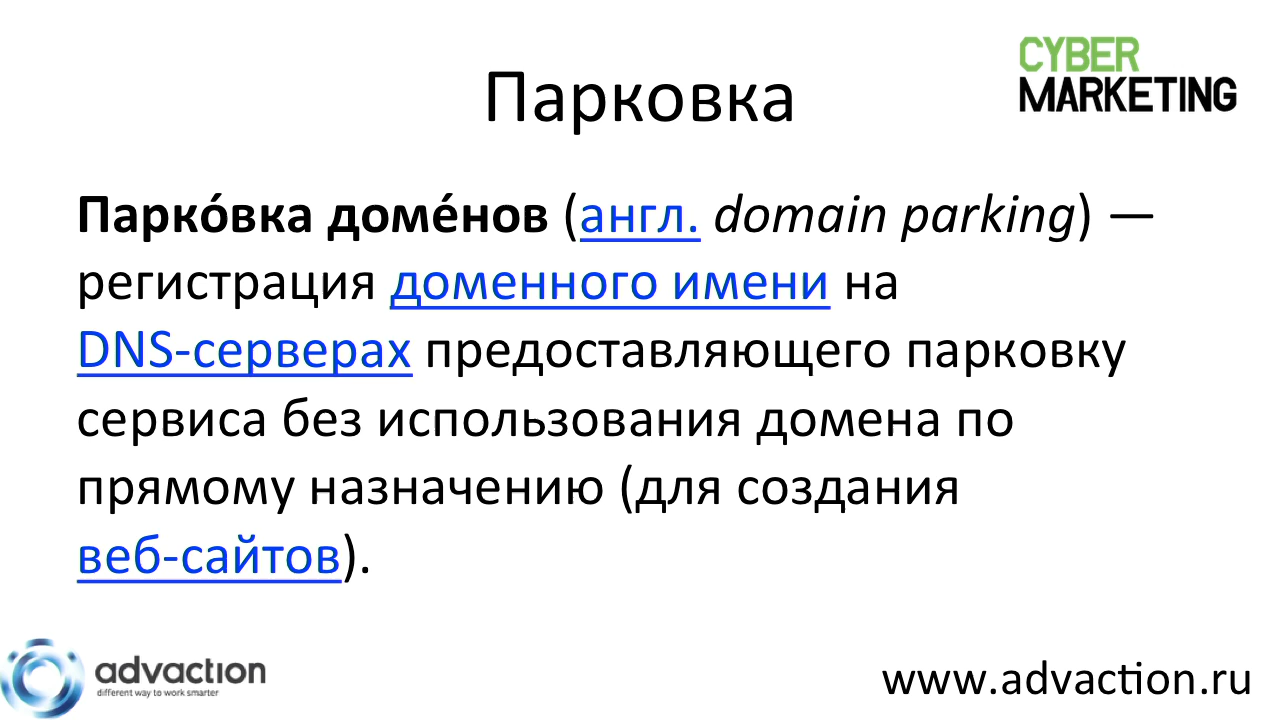 CYBER
MARKETING
Парковка
Парко́вка доме́нов (англ. domain parking) —
регистрация доменного имени на
DNS-серверах предоставляющего парковку
сервиса без использования домена по
прямому назначению (для создания
веб-сайтов).
advaction
different way to work smarter
www.advaction.ru